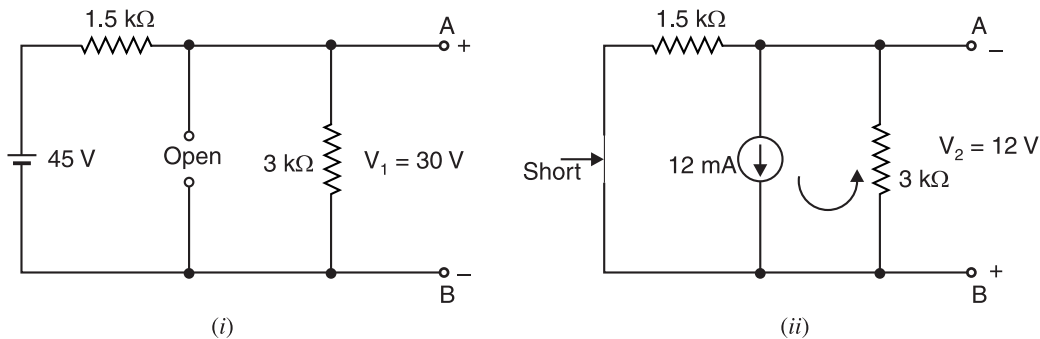 1.5 kΩ
A
+
45 V
Open
3 kΩ
V₁ = 30 V
–
B
(i)
1.5 kΩ
A
–
Short
12 mA
3 kΩ
V₂ = 12 V
+
B
(ii)